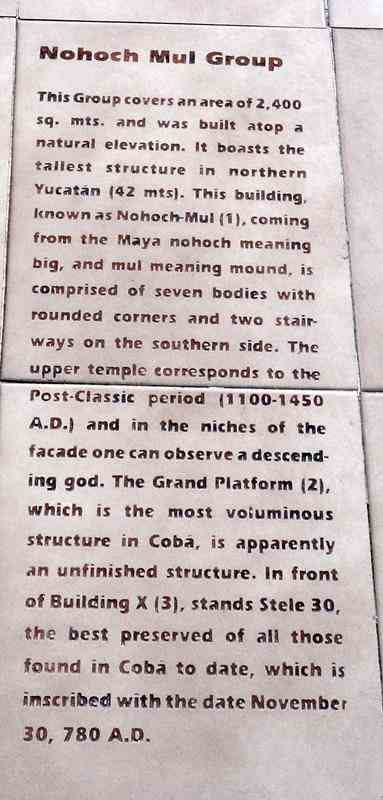 Nohoch Mul Group
This Group covers an area of 2,400
sq. mts. and was built atop a
natural elevation. It boasts the
tallest structure in northern
Yucatán (42 mts). This building,
known as Nohoch-Mul (1), coming
from the Maya nohoch meaning
big, and mul meaning mound, is
comprised of seven bodies with
rounded corners and two stair-
ways on the southern side. The
upper temple corresponds to the
Post-Classic period (1100-1450
A.D.) and in the niches of the
facade one can observe a descend-
ing god. The Grand Platform (2),
which is the most voluminous
structure in Cobá, is apparently
an unfinished structure. In front
of Building X (3), stands Stele 30,
the best preserved of all those
found in Cobá to date, which is
inscribed with the date November
30, 780 A.D.